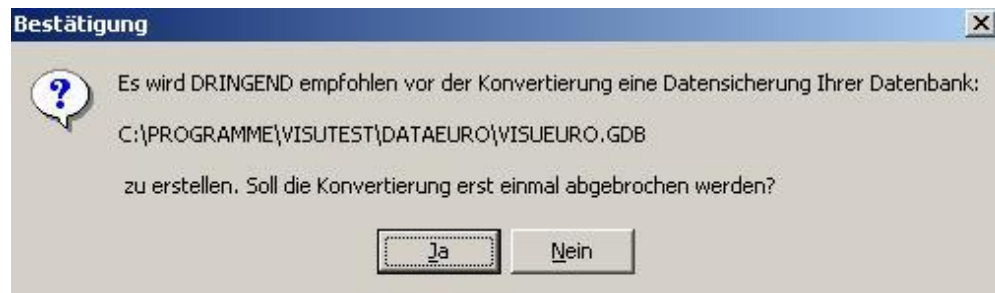 Bestätigung
Es wird DRINGEND empfohlen vor der Konvertierung eine Datensicherung Ihrer Datenbank:
C:\PROGRAMME\VISUTEST\DATAEURO\VISUEURO.GDB
zu erstellen. Soll die Konvertierung erst einmal abgebrochen werden?
Ja Nein